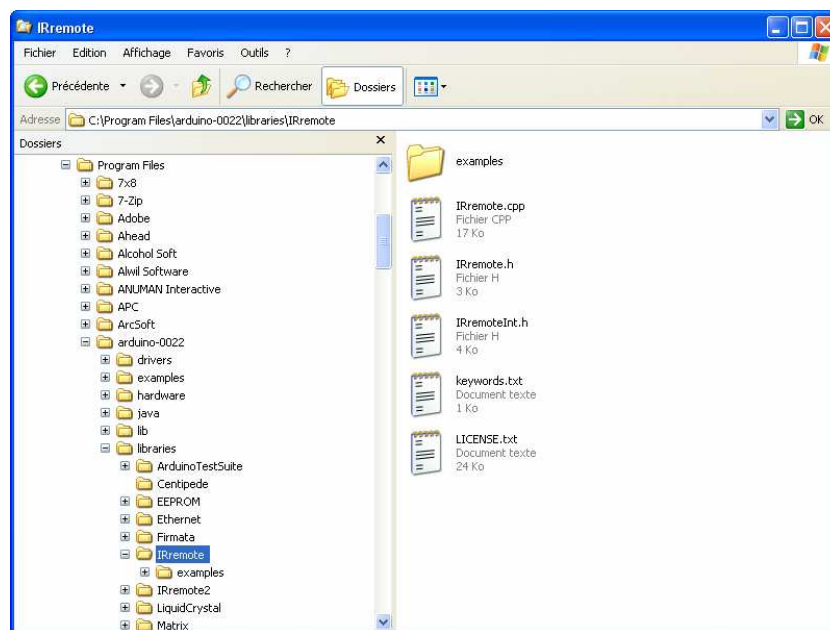 IRremote
Fichier Edition Affichage Favoris Outils ?
Précédente Rechercher Dossiers
Adresse C:\Program Files\arduino-0022\libraries\IRremote OK
Dossiers
Program Files
7x8
7-Zip
Adobe
Ahead
Alcohol Soft
Alwil Software
ANUMAN Interactive
APC
ArcSoft
arduino-0022
drivers
examples
hardware
java
lib
libraries
ArduinoTestSuite
Centipede
EEPROM
Ethernet
Firmata
IRremote
examples
IRremote2
LiquidCrystal
Matrix
examples
IRremote.cpp
Fichier CPP
17 Ko
IRremote.h
Fichier H
3 Ko
IRremoteInt.h
Fichier H
4 Ko
keywords.txt
Document texte
1 Ko
LICENSE.txt
Document texte
24 Ko